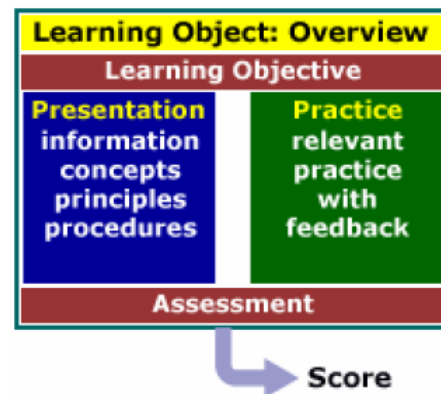 Learning Object: Overview
Learning Objective
Presentation
information
concepts
principles
procedures
Practice
relevant
practice
with
feedback
Assessment
Score